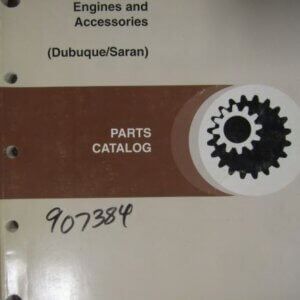 Engines and
Accessories
(Dubuque/Saran)
PARTS
CATALOG
907384